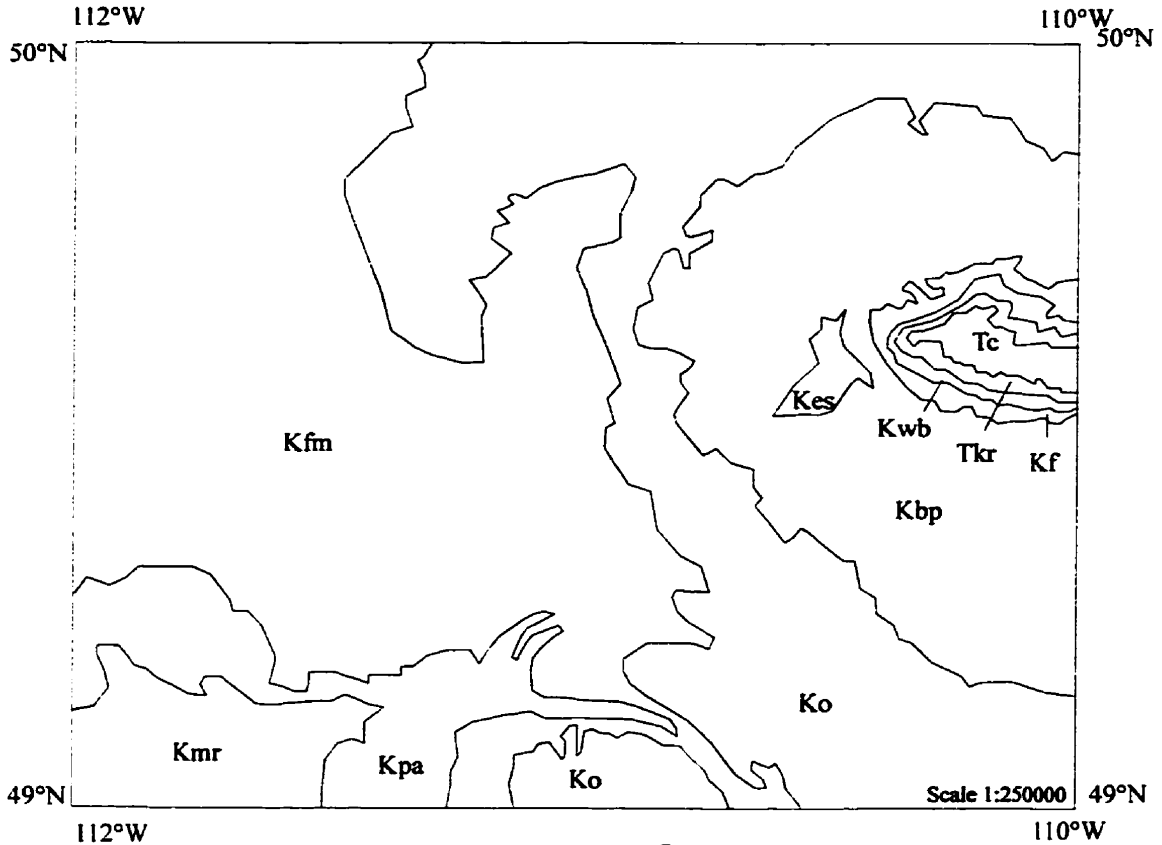 112°W
110°W
50°N
50°N
Tc
Kes
Kwb
Kfm
Tkr
Kf
Kbp
Ko
Kmr
Kpa
Ko
Scale 1:250000
49°N
49°N
112°W
110°W